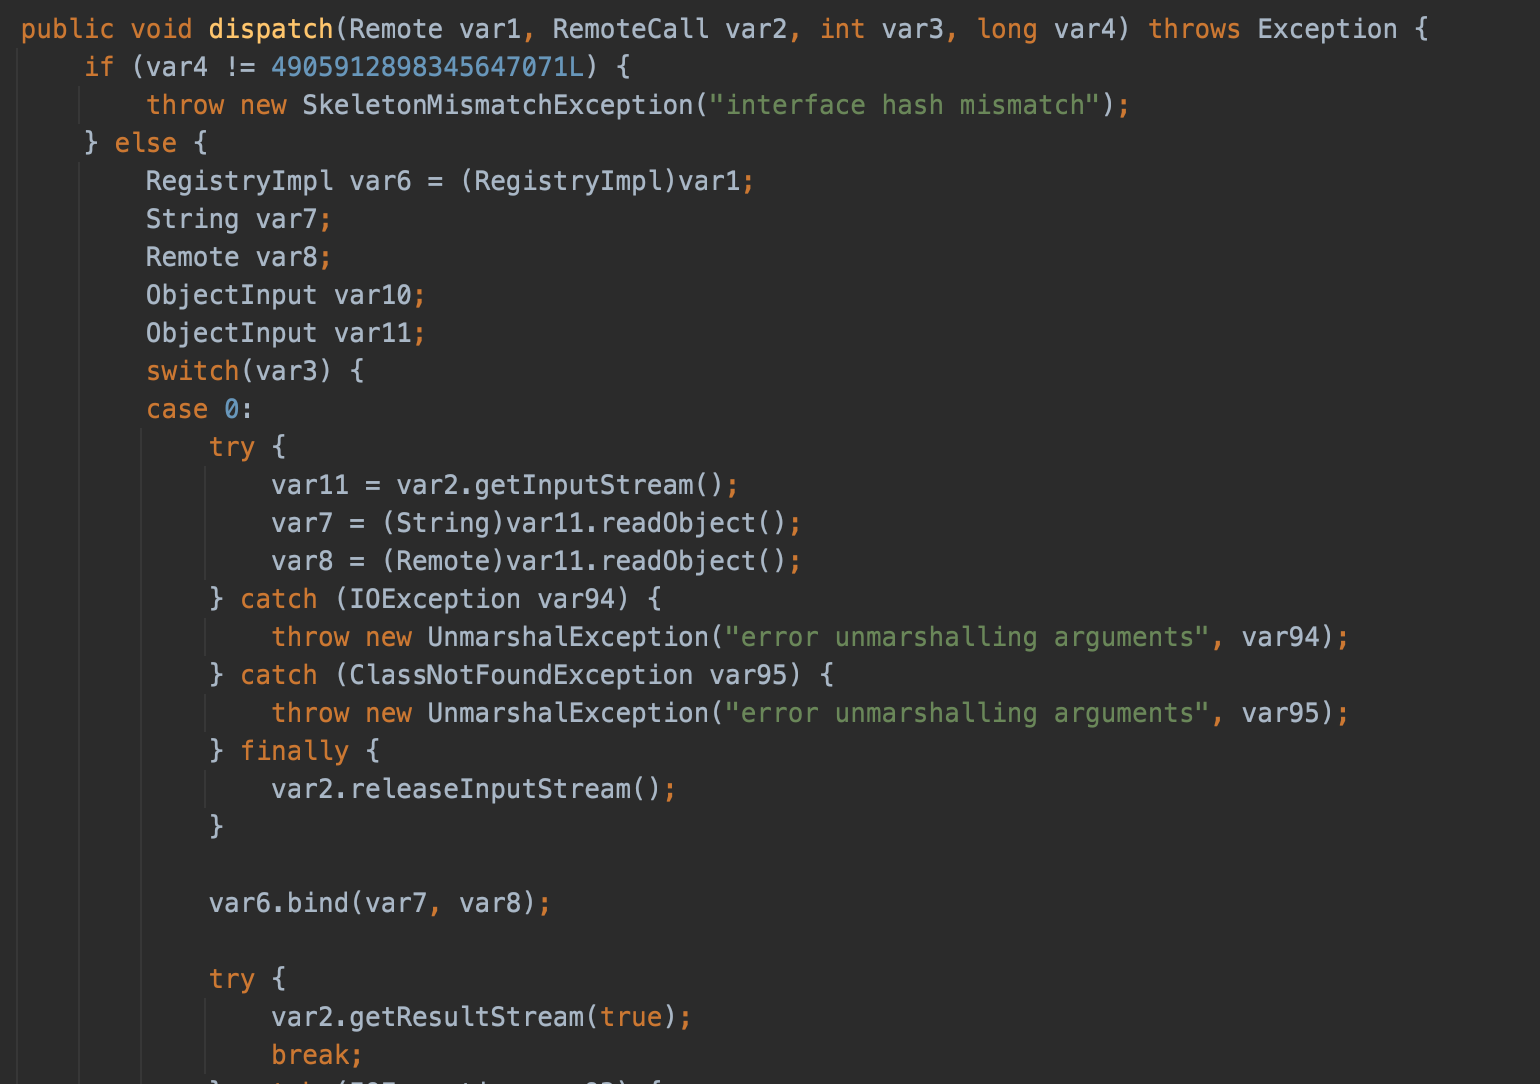 public void dispatch(Remote var1, RemoteCall var2, int var3, long var4) throws Exception {
if (var4 != 4905912898345647071L) {
throw new SkeletonMismatchException("interface hash mismatch");
} else {
RegistryImpl var6 = (RegistryImpl)var1;
String var7;
Remote var8;
ObjectInput var10;
ObjectInput var11;
switch(var3) {
case 0:
try {
var11 = var2.getInputStream();
var7 = (String)var11.readObject();
var8 = (Remote)var11.readObject();
} catch (IOException var94) {
throw new UnmarshalException("error unmarshalling arguments", var94);
} catch (ClassNotFoundException var95) {
throw new UnmarshalException("error unmarshalling arguments", var95);
} finally {
var2.releaseInputStream();
}
var6.bind(var7, var8);
try {
var2.getResultStream(true);
break;